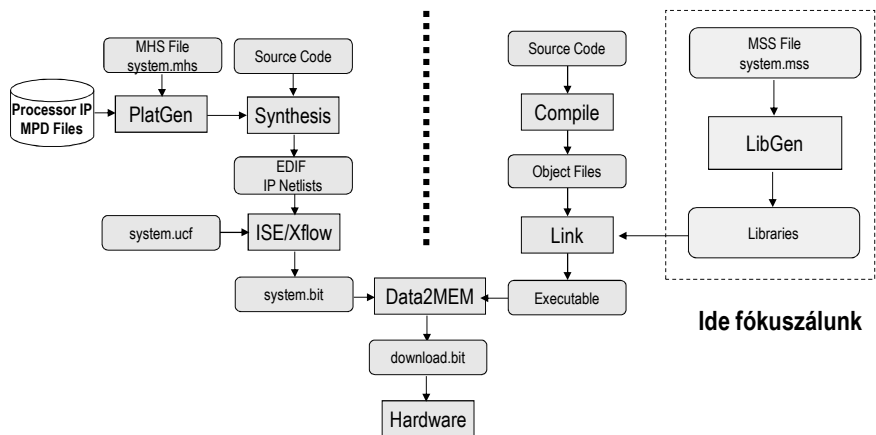 MHS File
system.mhs
Source Code
Source Code
MSS File
system.mss
Processor IP
MPD Files
PlatGen
Synthesis
Compile
LibGen
EDIF
IP Netlists
Object Files
system.ucf
ISE/Xflow
Link
Libraries
system.bit
Data2MEM
Executable
Ide fókuszálunk
download.bit
Hardware